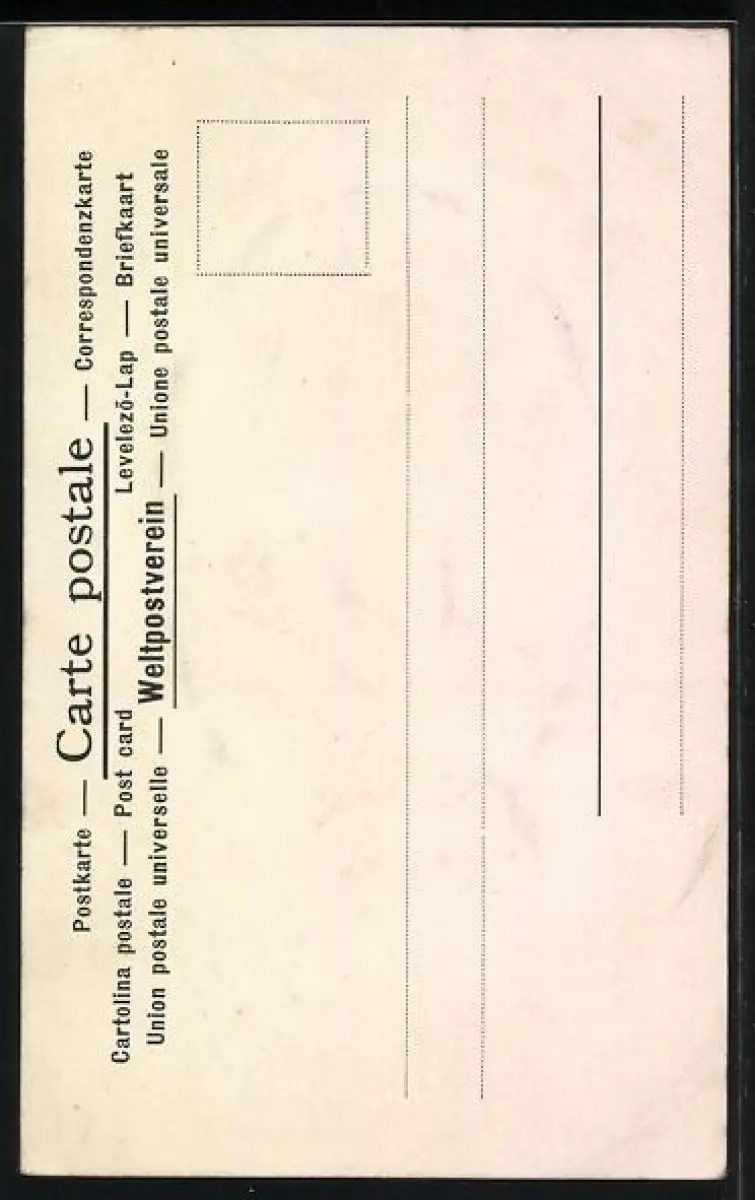 Postkarte — Carte postale — Correspondenzkarte
Cartolina postale — Post card Levelező-Lap — Briefkaart
Union postale universelle — Weltpostverein — Unione postale universale